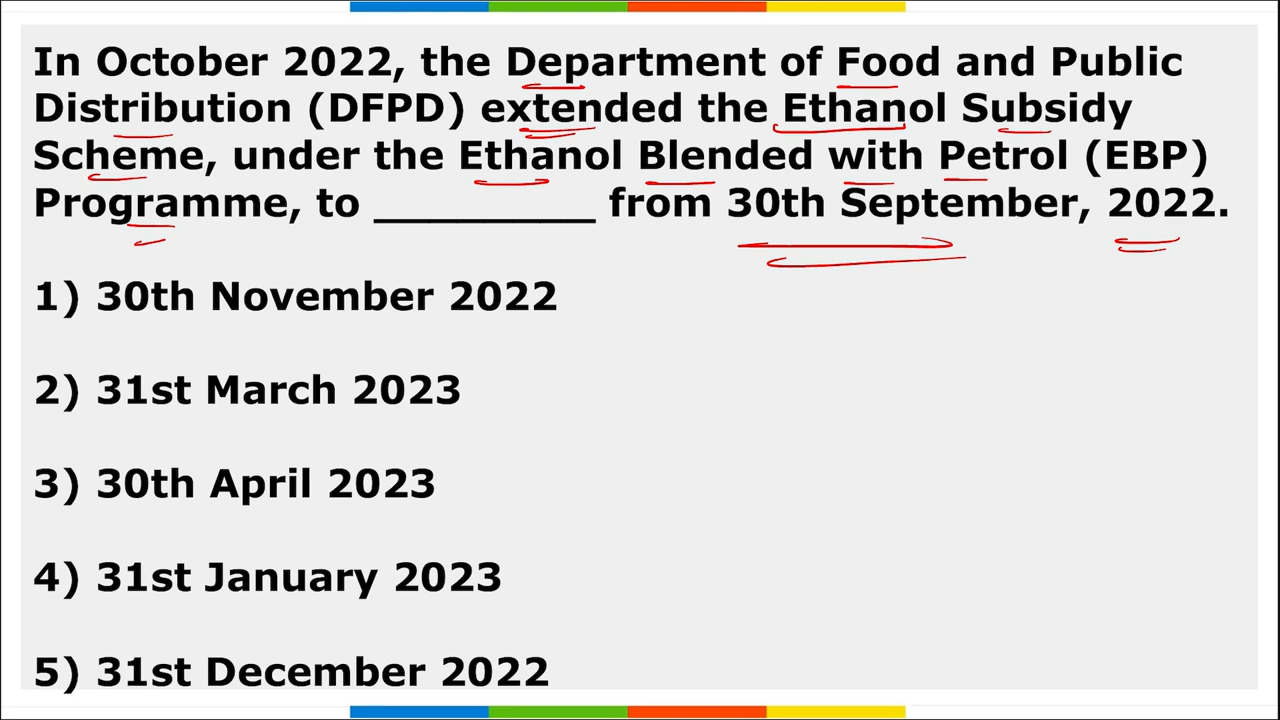 In October 2022, the Department of Food and Public
Distribution (DFPD) extended the Ethanol Subsidy
Scheme, under the Ethanol Blended with Petrol (EBP)
Programme, to __________ from 30th September, 2022.
1) 30th November 2022
2) 31st March 2023
3) 30th April 2023
4) 31st January 2023
5) 31st December 2022